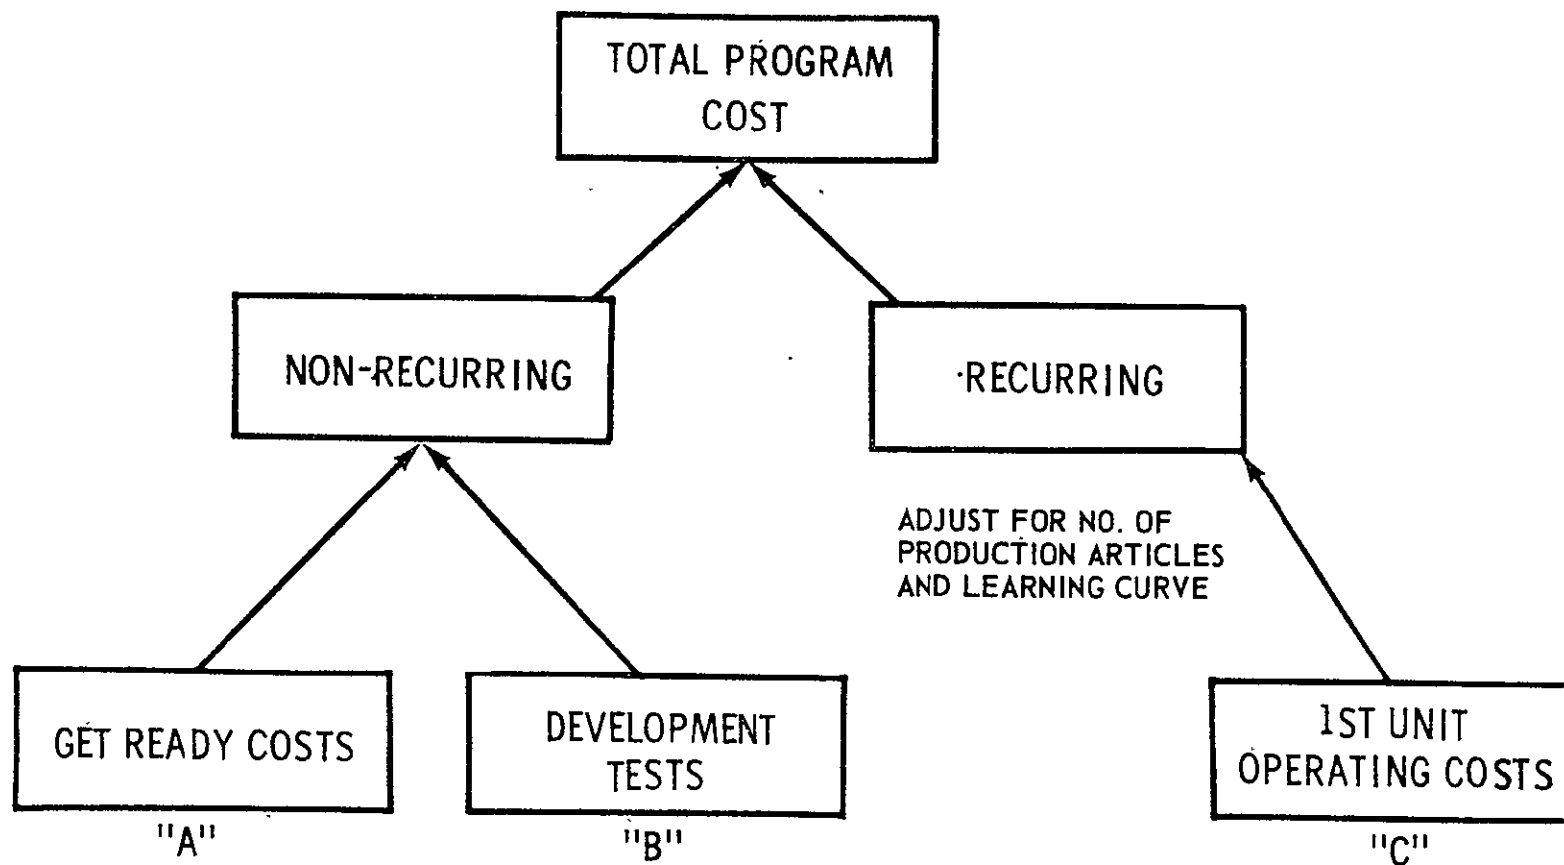 TOTAL PROGRAM
COST
NON-RECURRING
RECURRING
ADJUST FOR NO. OF
PRODUCTION ARTICLES
AND LEARNING CURVE
GET READY COSTS
"A"
DEVELOPMENT
TESTS
"B"
1ST UNIT
OPERATING COSTS
"C"